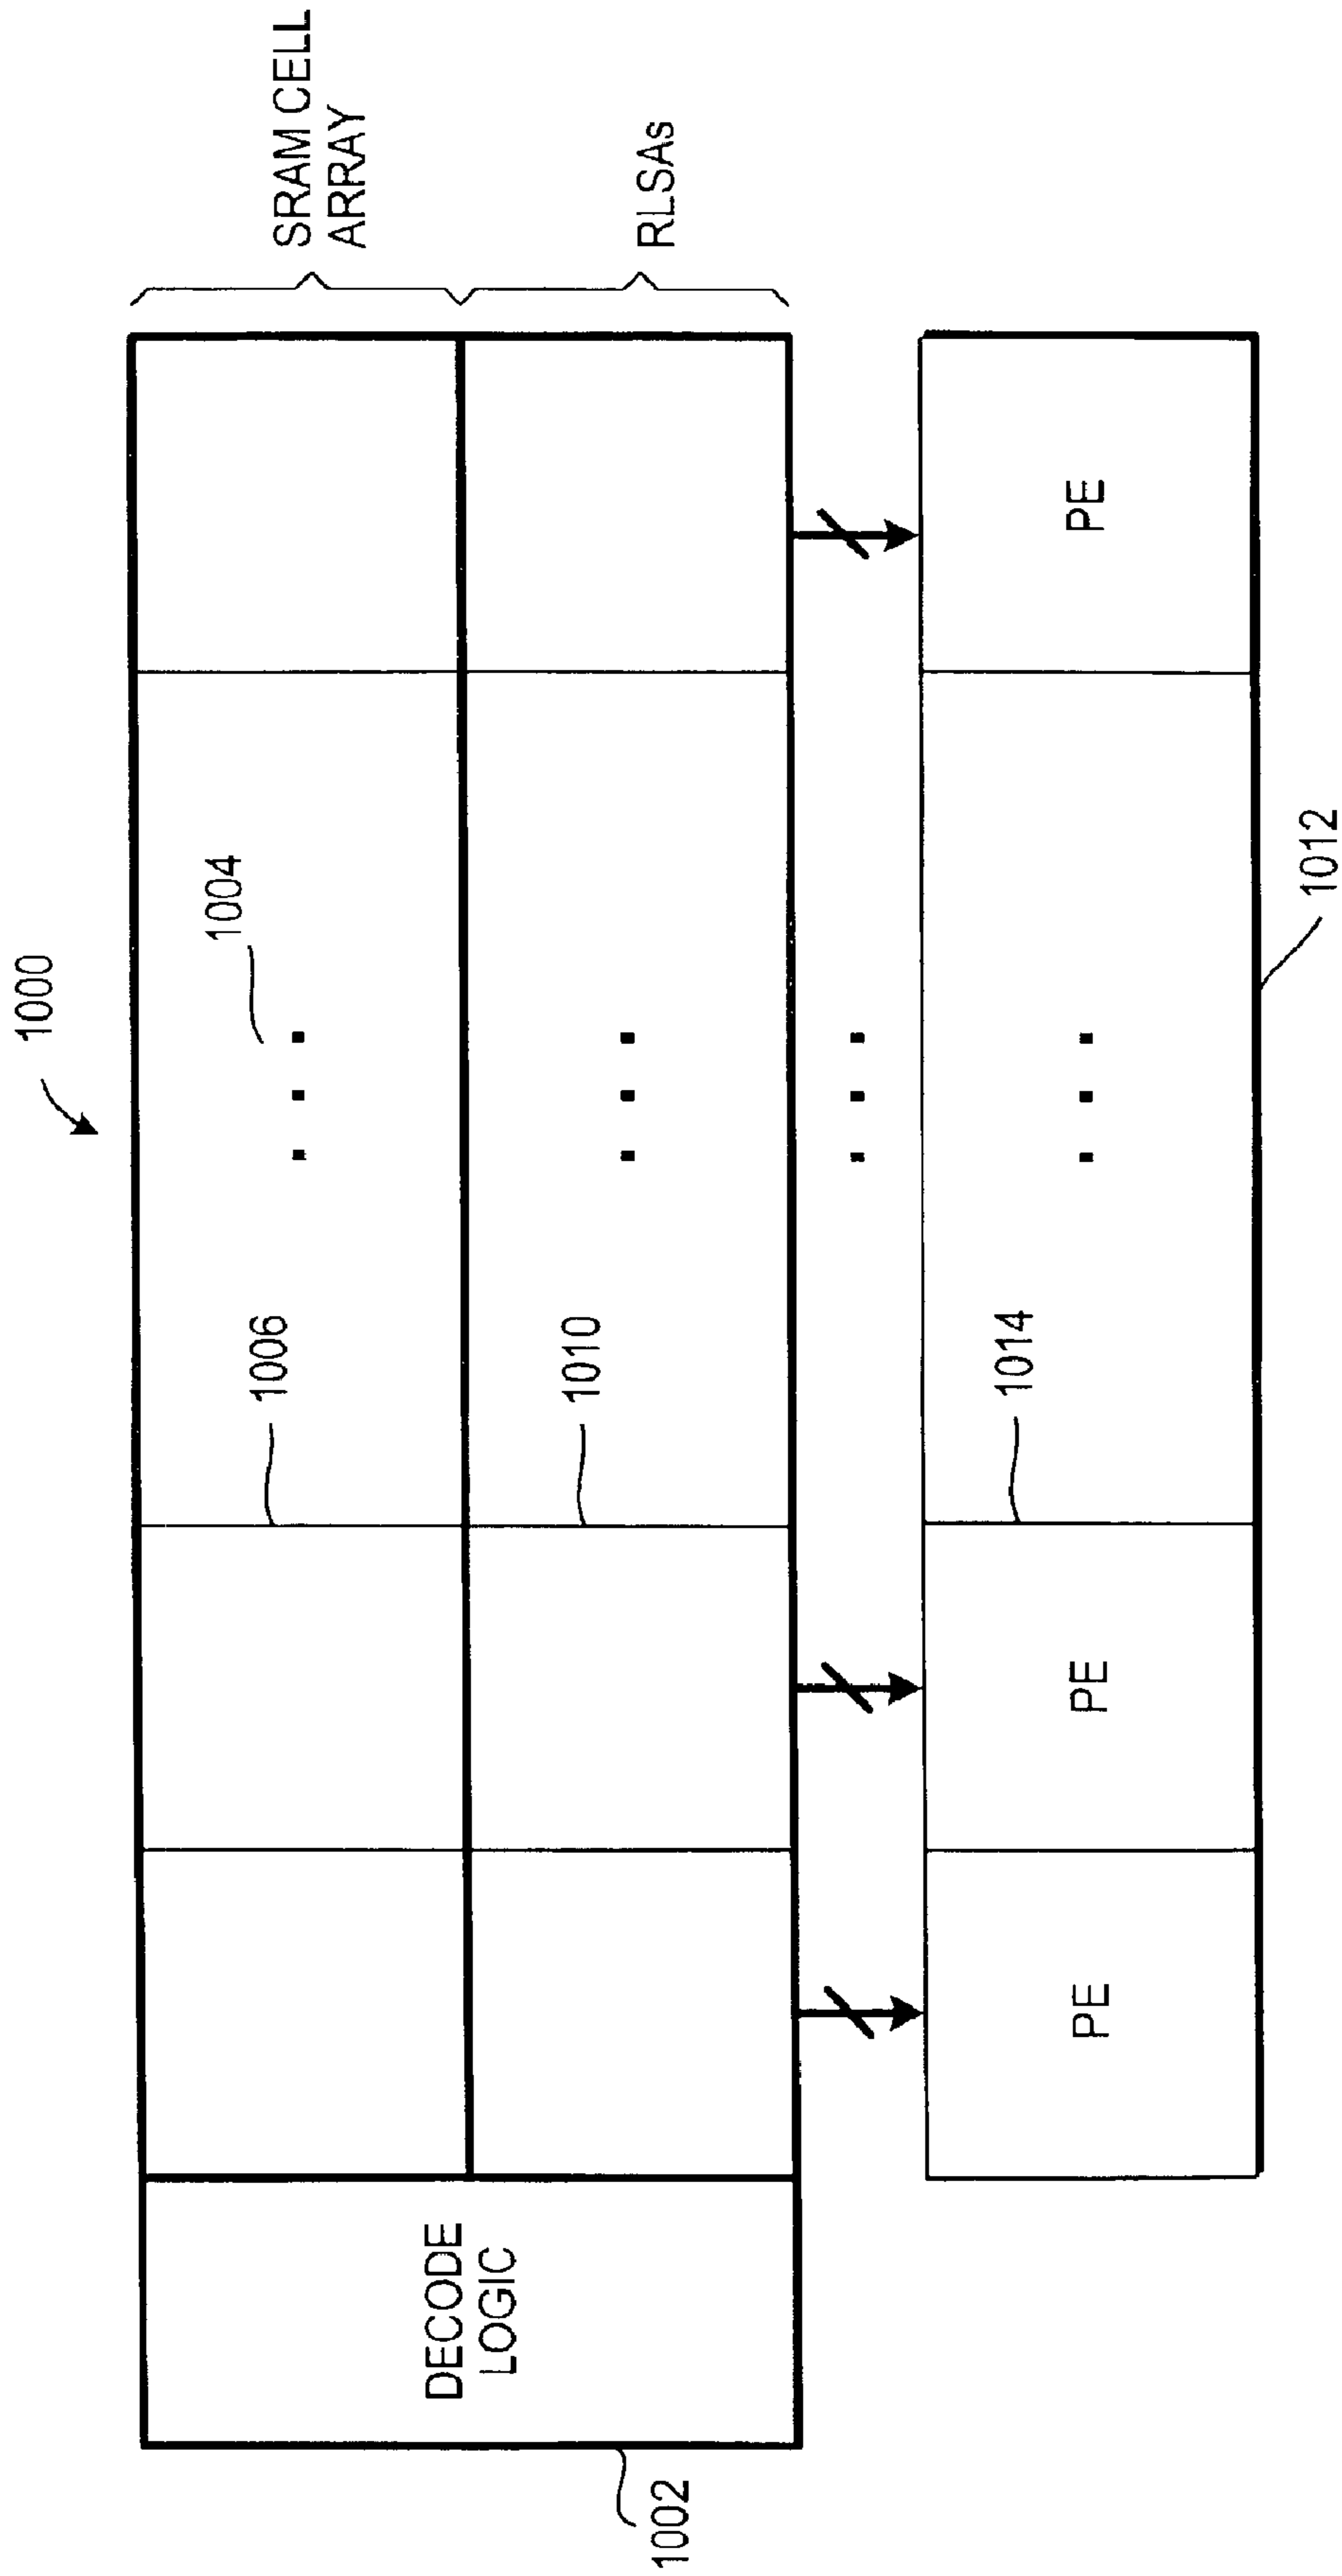 1000
SRAM CELL
ARRAY
1004
1006
RLSAs
1010
DECODE
LOGIC
1002
1014
PE
PE
PE
1012